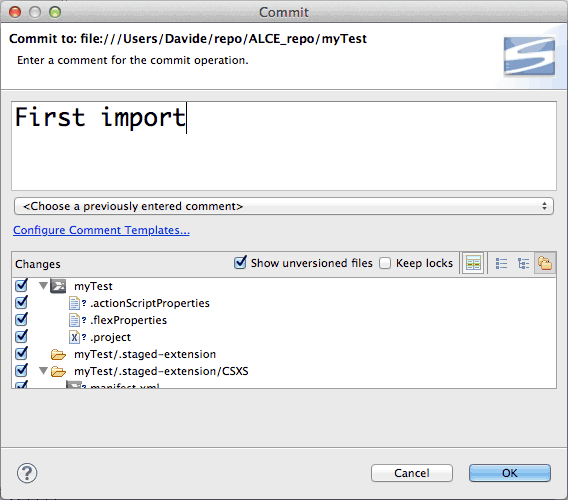 Commit
Commit to: file:///Users/Davide/repo/ALCE_repo/myTest
Enter a comment for the commit operation.
First import
<Choose a previously entered comment>
Configure Comment Templates...
Changes Show unversioned files Keep locks
myTest
? .actionScriptProperties
? .flexProperties
? .project
myTest/.staged-extension
myTest/.staged-extension/CSXS
? manifest.xml
? Cancel OK